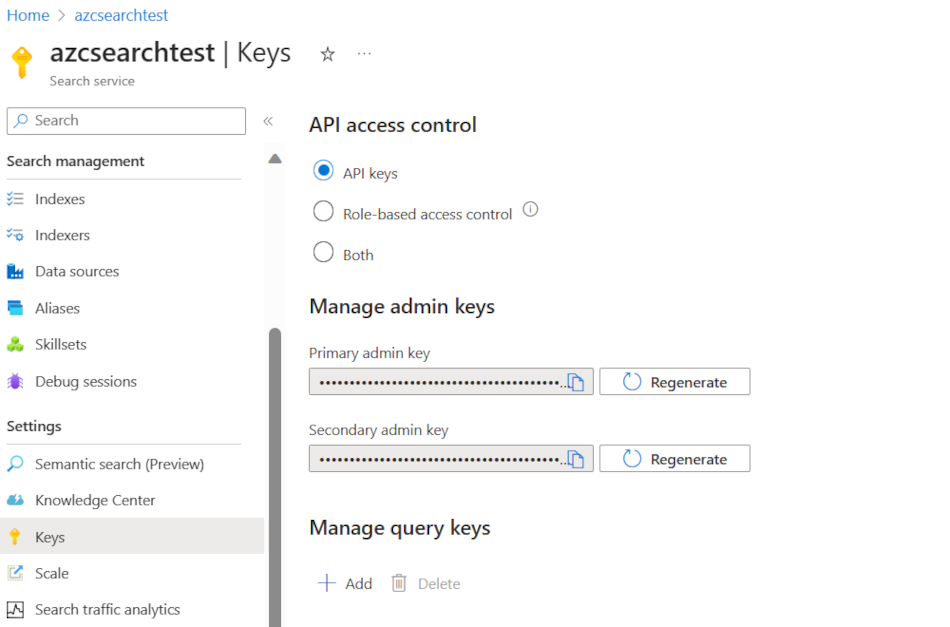 Home > azcsearchtest
azcsearchtest | Keys
Search service
Search
Search management
Indexes
Indexers
Data sources
Aliases
Skillsets
Debug sessions
Settings
Semantic search (Preview)
Knowledge Center
Keys
Scale
Search traffic analytics
API access control
API keys
Role-based access control
Both
Manage admin keys
Primary admin key
Regenerate
Secondary admin key
Regenerate
Manage query keys
Add Delete